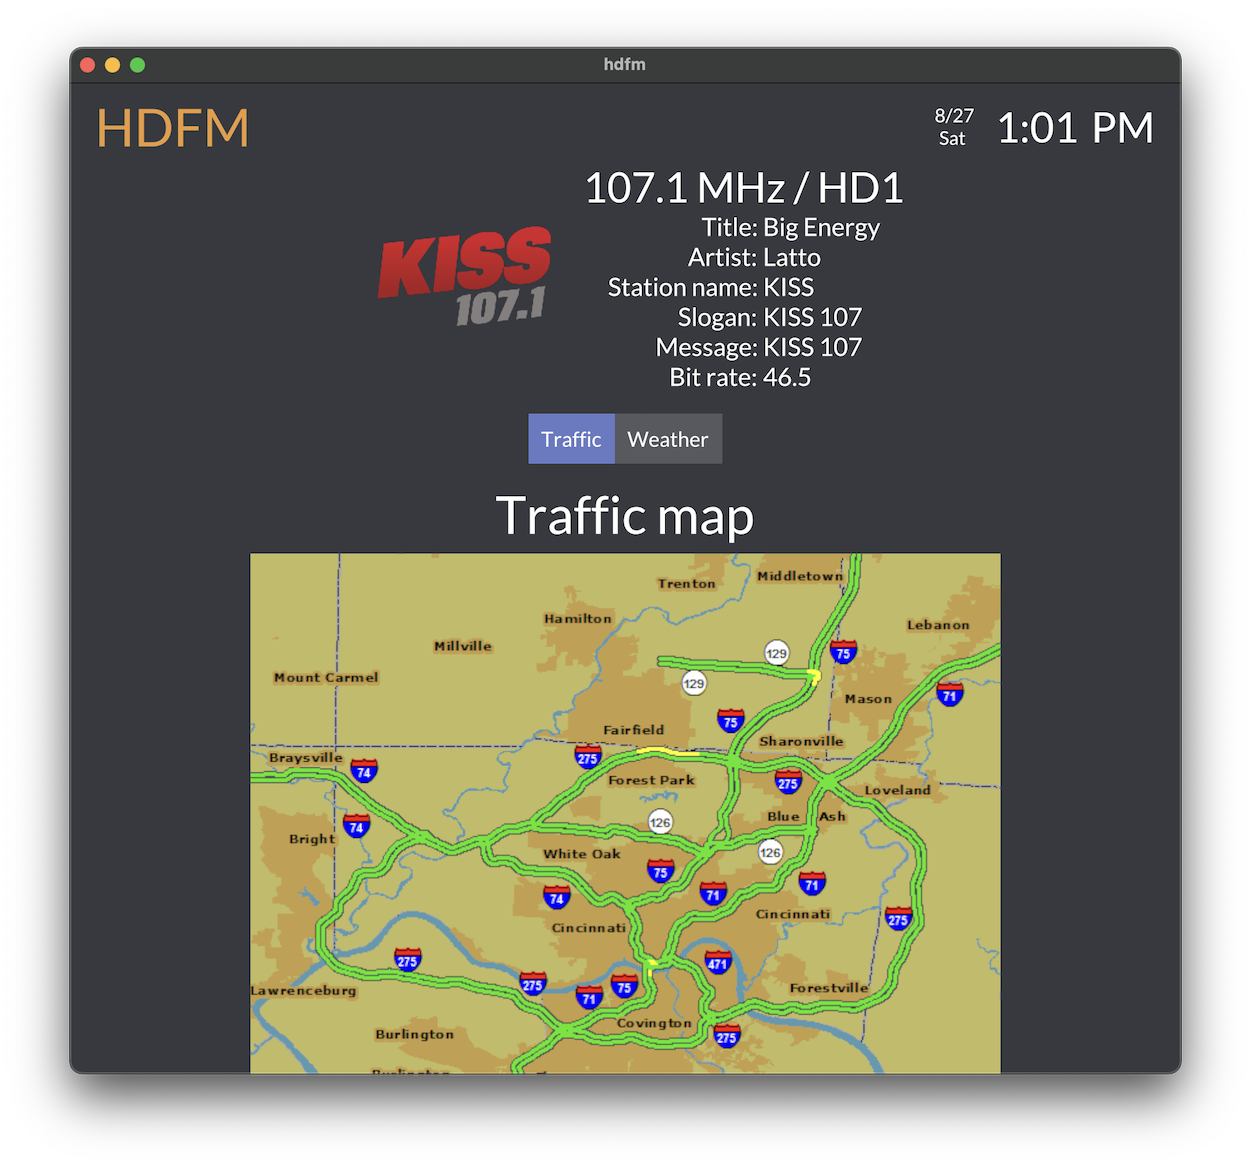 hdfm
HDFM
8/27
Sat
1:01 PM
107.1 MHz / HD1
KISS
107.1
Title: Big Energy
Artist: Latto
Station name: KISS
Slogan: KISS 107
Message: KISS 107
Bit rate: 46.5
Traffic Weather
Traffic map
Middletown
Trenton
Hamilton
Lebanon
Millville
129
75
Mount Carmel
129
71
Mason
75
Fairfield
Sharonville
275
Braysville
74
Forest Park
275
Loveland
126
Blue Ash
74
Bright
126
White Oak
75
71
71
74
Cincinnati
275
Cincinnati
275
471
275
75
Forestville
Lawrenceburg
71
Covington
Burlington
275
Burlington